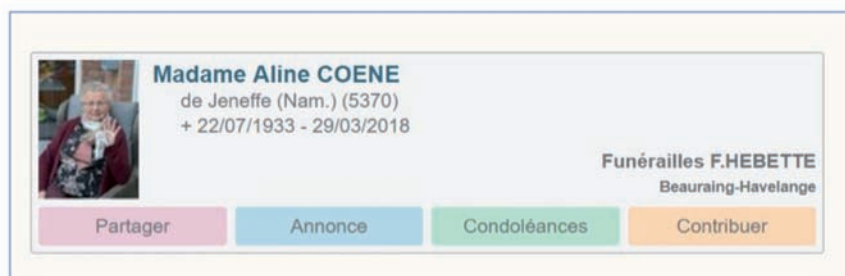 Madame Aline COENE
de Jeneffe (Nam.) (5370)
+ 22/07/1933 - 29/03/2018
Funérailles F.HEBETTE
Beauraing-Havelange
Partager Annonce Condoléances Contribuer